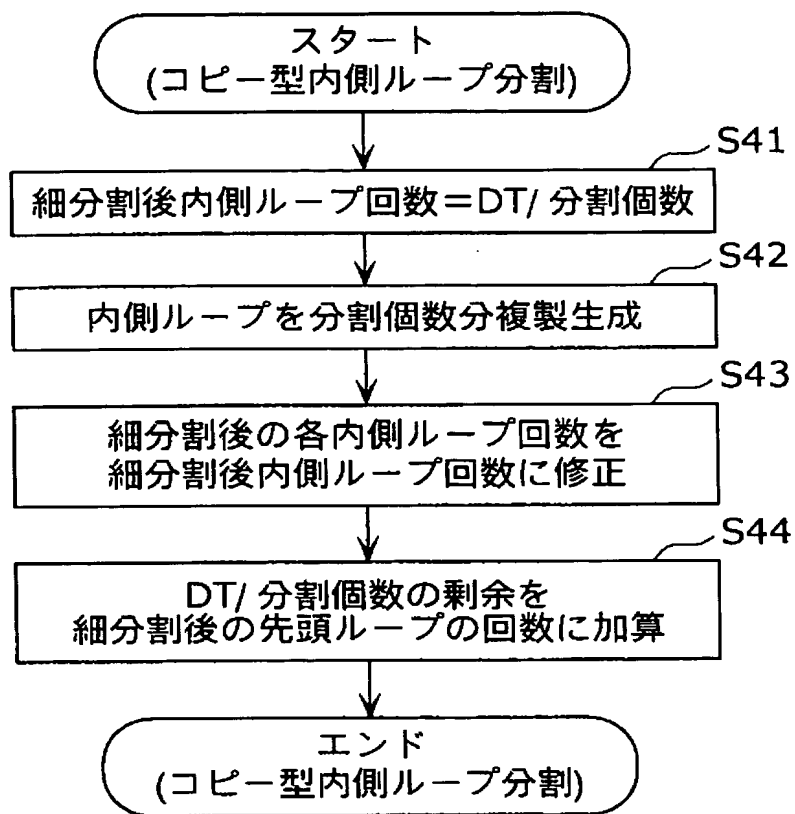 スタート
(コピー型内側ループ分割)
S41
細分割後内側ループ回数=DT/分割個数
S42
内側ループを分割個数分複製生成
S43
細分割後の各内側ループ回数を
細分割後内側ループ回数に修正
S44
DT/分割個数の剰余を
細分割後の先頭ループの回数に加算
エンド
(コピー型内側ループ分割)